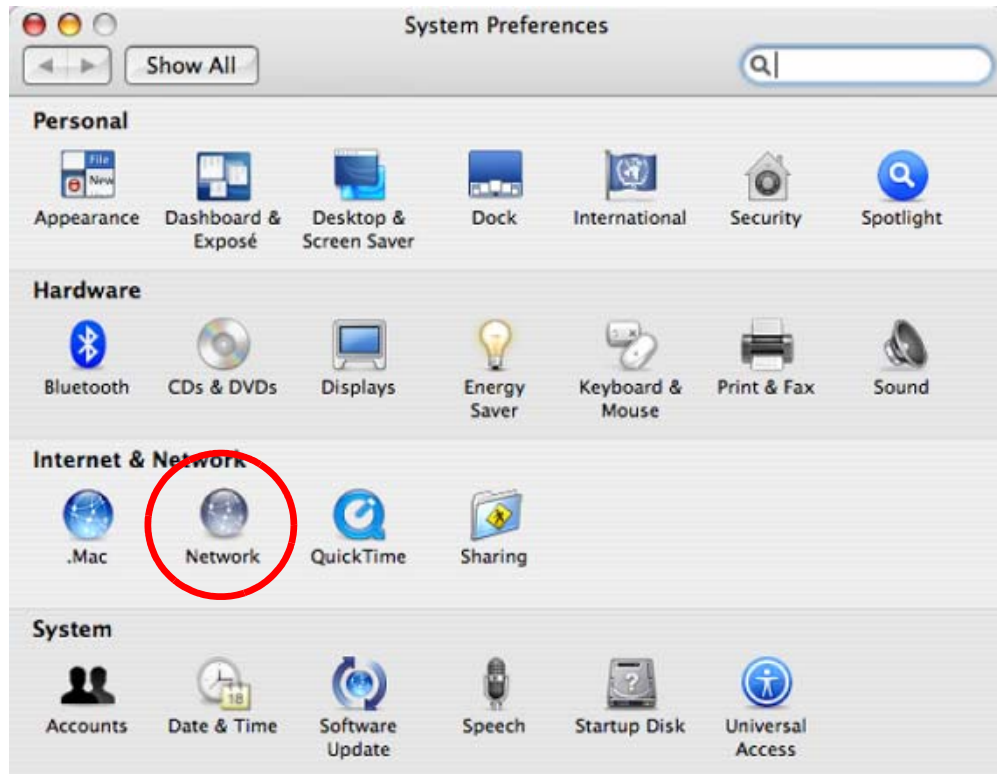 System Preferences
Show All
Personal
File
New
Appearance
Dashboard &
Exposé
Desktop &
Screen Saver
Dock
International
Security
Spotlight
Hardware
Bluetooth
CDs & DVDs
Displays
Energy
Saver
Keyboard &
Mouse
Print & Fax
Sound
Internet & Network
.Mac
Network
QuickTime
Sharing
System
18
?
Accounts
Date & Time
Software
Update
Speech
Startup Disk
Universal
Access